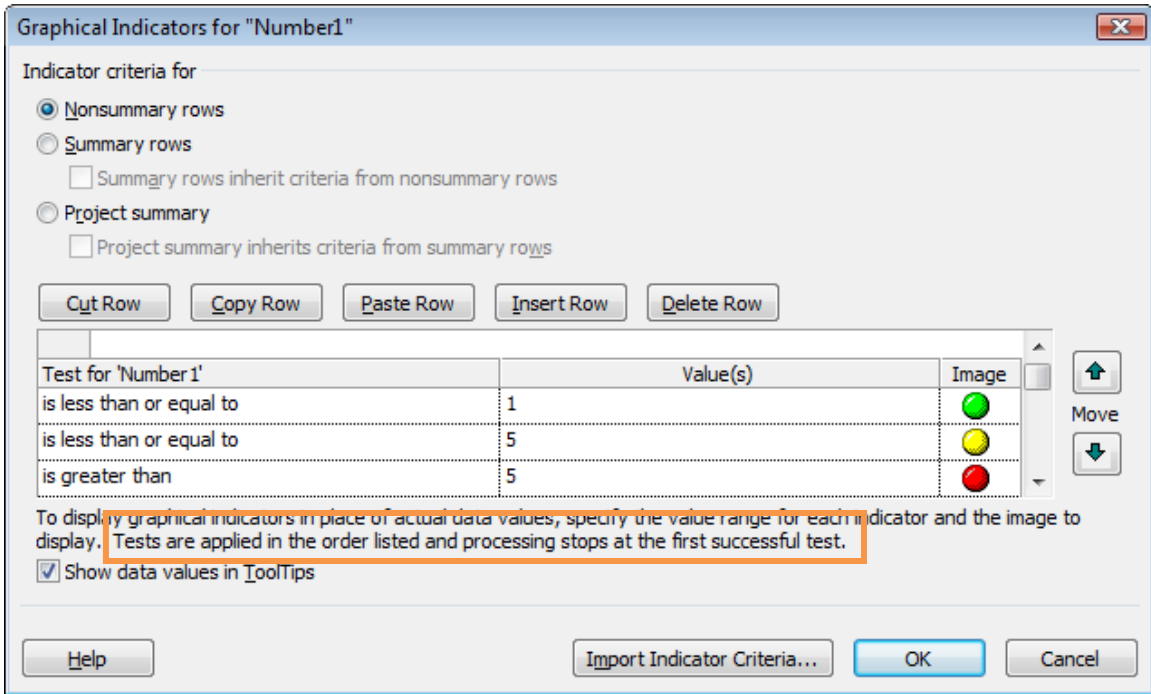 Graphical Indicators for "Number1"
Indicator criteria for
Nonsummary rows
Summary rows
Summary rows inherit criteria from nonsummary rows
Project summary
Project summary inherits criteria from summary rows
Cut Row Copy Row Paste Row Insert Row Delete Row
Test for 'Number1' Value(s) Image
is less than or equal to 1
Move
is less than or equal to 5
is greater than 5
To display graphical indicators in place of actual data values, specify the value range for each indicator and the image to
display. Tests are applied in the order listed and processing stops at the first successful test.
Show data values in ToolTips
Help Import Indicator Criteria... OK Cancel